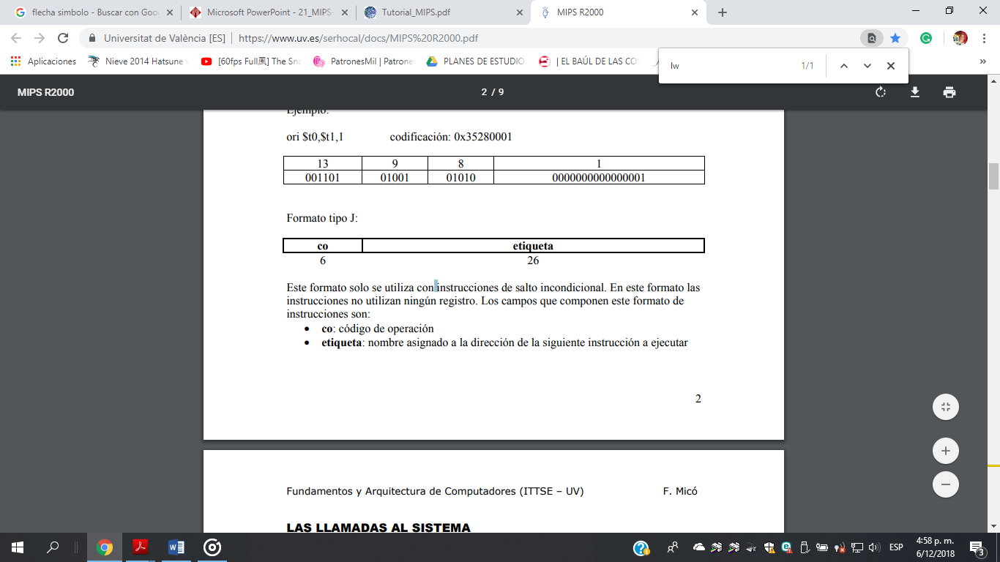 flecha simbolo - Buscar con Goo
Microsoft PowerPoint - 21_MIPS-
Tutorial_MIPS.pdf
MIPS R2000
Universitat de València [ES]
https://www.uv.es/serhocal/docs/MIPS%20R2000.pdf
Aplicaciones
Nieve 2014 Hatsune
[60fps Full風] The Sno
PatronesMil | Patrone
PLANES DE ESTUDIO
| EL BAÚL DE LAS COS
lw
1/1
MIPS R2000
2 / 9
Ejemplo:
ori $t0,$t1,1 codificación: 0x35280001
13 9 8 1
001101 01001 01010 0000000000000001
Formato tipo J:
co etiqueta
6 26
Este formato solo se utiliza con instrucciones de salto incondicional. En este formato las
instrucciones no utilizan ningún registro. Los campos que componen este formato de
instrucciones son:
• co: código de operación
• etiqueta: nombre asignado a la dirección de la siguiente instrucción a ejecutar
2
Fundamentos y Arquitectura de Computadores (ITTSE – UV) F. Micó
LAS LLAMADAS AL SISTEMA
ESP
4:58 p. m.
6/12/2018
3